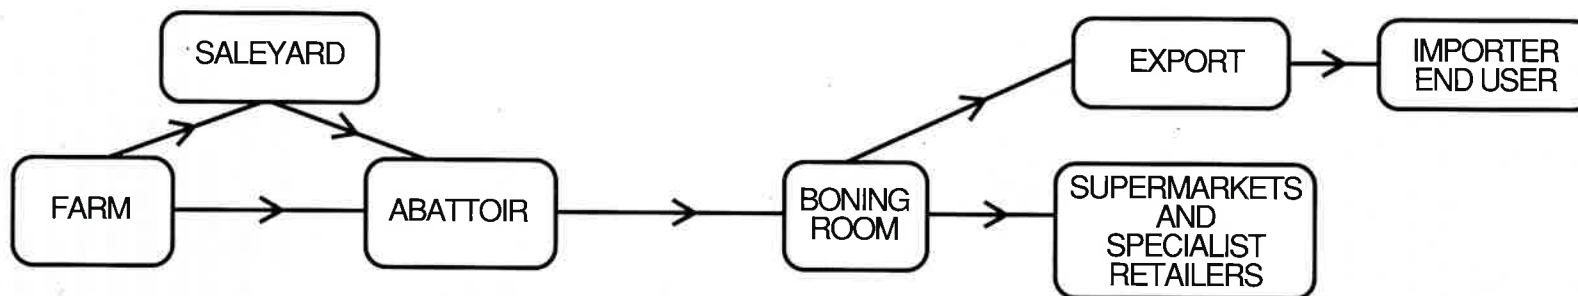 SALEYARD
FARM
ABATTOIR
BONING
ROOM
EXPORT
IMPORTER
END USER
SUPERMARKETS
AND
SPECIALIST
RETAILERS